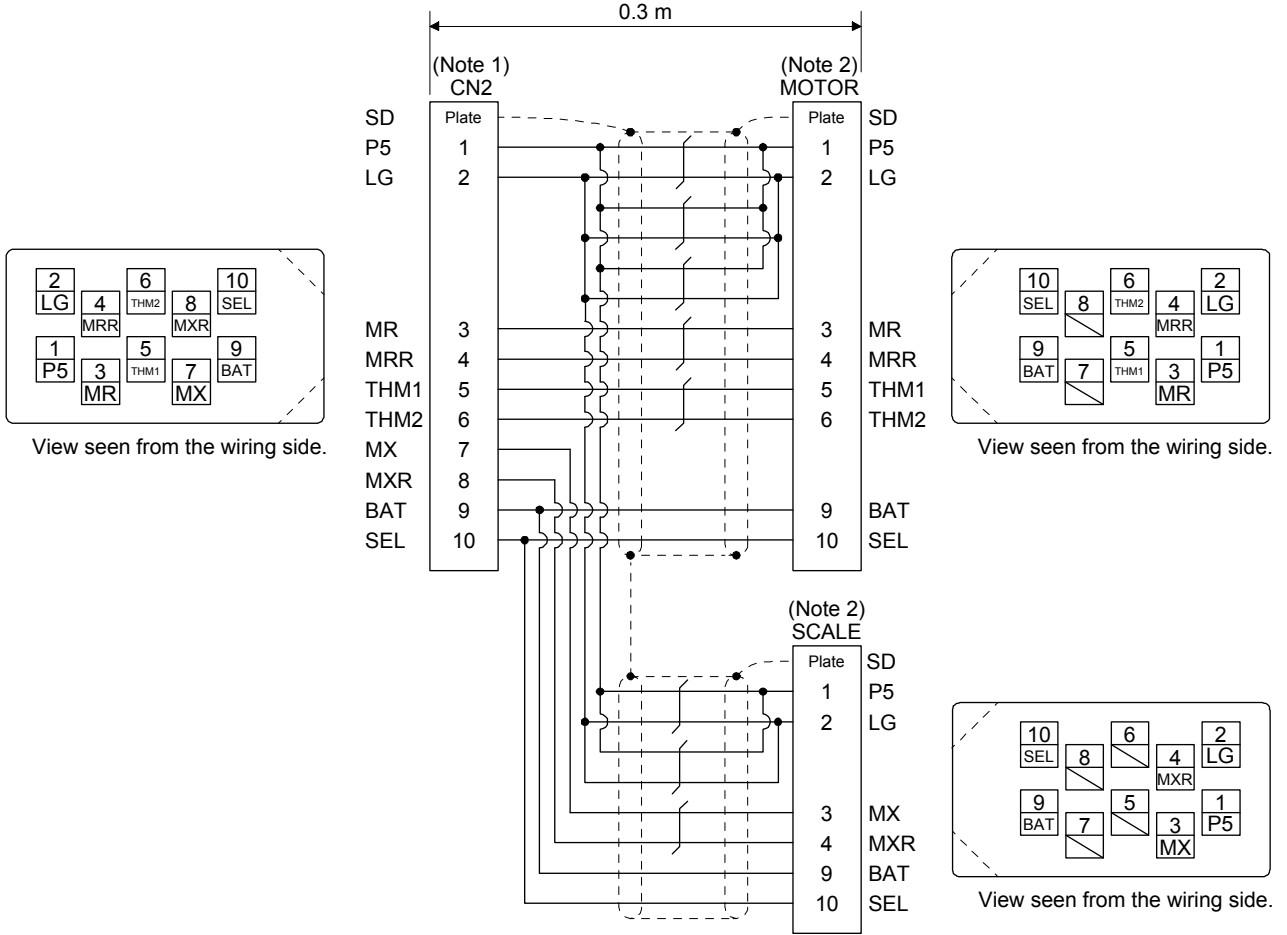 0.3 m
(Note 1)
CN2
(Note 2)
MOTOR
SD Plate Plate SD
P5 1 1 P5
LG 2 2 LG
MR 3 3 MR
MRR 4 4 MRR
THM1 5 5 THM1
THM2 6 6 THM2
MX 7
MXR 8
BAT 9 9 BAT
SEL 10 10 SEL
2 6 10
LG 4 THM2 8 SEL
MRR MXR
1 5 9
P5 3 THM1 7 BAT
MR MX
View seen from the wiring side.
10 6 2
SEL 8 THM2 4 LG
MRR
9 5 1
BAT 7 THM1 3 P5
MR
View seen from the wiring side.
(Note 2)
SCALE
Plate SD
1 P5
2 LG
3 MX
4 MXR
9 BAT
10 SEL
10 6 2
SEL 8 4 LG
MXR
9 5 1
BAT 7 3 P5
MX
View seen from the wiring side.